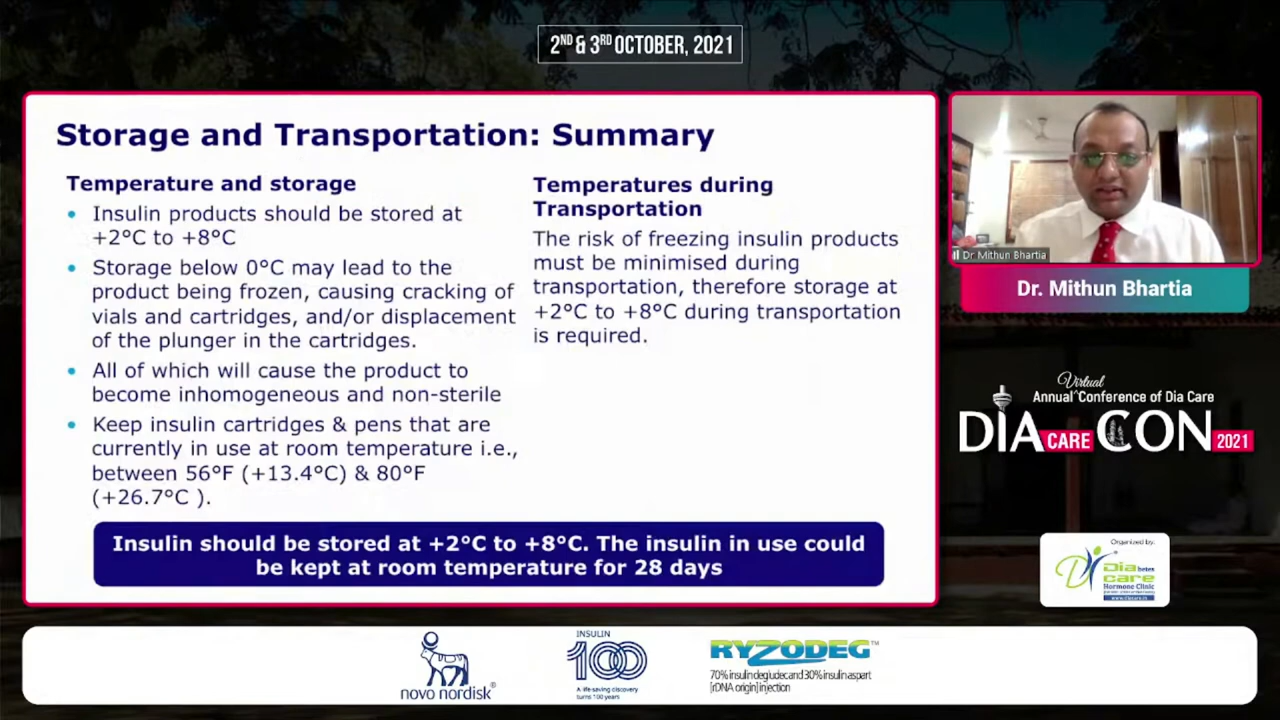 2ND & 3RD OCTOBER, 2021
Storage and Transportation: Summary
Temperature and storage
• Insulin products should be stored at
+2°C to +8°C
• Storage below 0°C may lead to the
product being frozen, causing cracking of
vials and cartridges, and/or displacement
of the plunger in the cartridges.
• All of which will cause the product to
become inhomogeneous and non-sterile
• Keep insulin cartridges & pens that are
currently in use at room temperature i.e.,
between 56°F (+13.4°C) & 80°F
(+26.7°C ).
Temperatures during
Transportation
The risk of freezing insulin products
must be minimised during
transportation, therefore storage at
+2°C to +8°C during transportation
is required.
Insulin should be stored at +2°C to +8°C. The insulin in use could
be kept at room temperature for 28 days
Dr Mithun Bhartia
Dr. Mithun Bhartia
Virtual
Annual ^Conference of Dia Care
DIA CARE CON 2021
Organized by:
Diabetes
care
Hormone Clinic
novo nordisk®
INSULIN
100
A life-saving discovery
turns 100 years
RYZODEG™
70% insulin degludec and 30% insulin aspart
[rDNA origin] injection